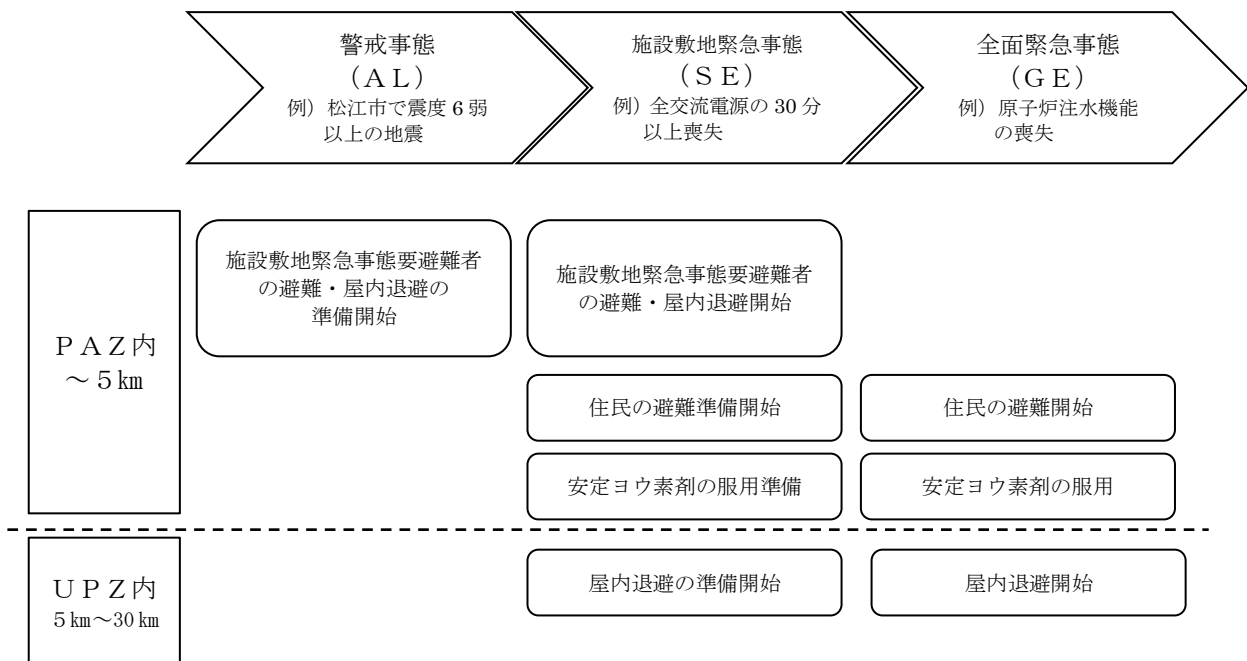 警戒事態
（ＡＬ）
例）松江市で震度 6 弱
以上の地震
施設敷地緊急事態
（ＳＥ）
例）全交流電源の 30 分
以上喪失
全面緊急事態
（ＧＥ）
例）原子炉注水機能
の喪失
ＰＡＺ内
～５㎞
施設敷地緊急事態要避難者
の避難・屋内退避の
準備開始
施設敷地緊急事態要避難者
の避難・屋内退避開始
住民の避難準備開始
住民の避難開始
安定ヨウ素剤の服用準備
安定ヨウ素剤の服用
ＵＰＺ内
５㎞～30 ㎞
屋内退避の準備開始
屋内退避開始